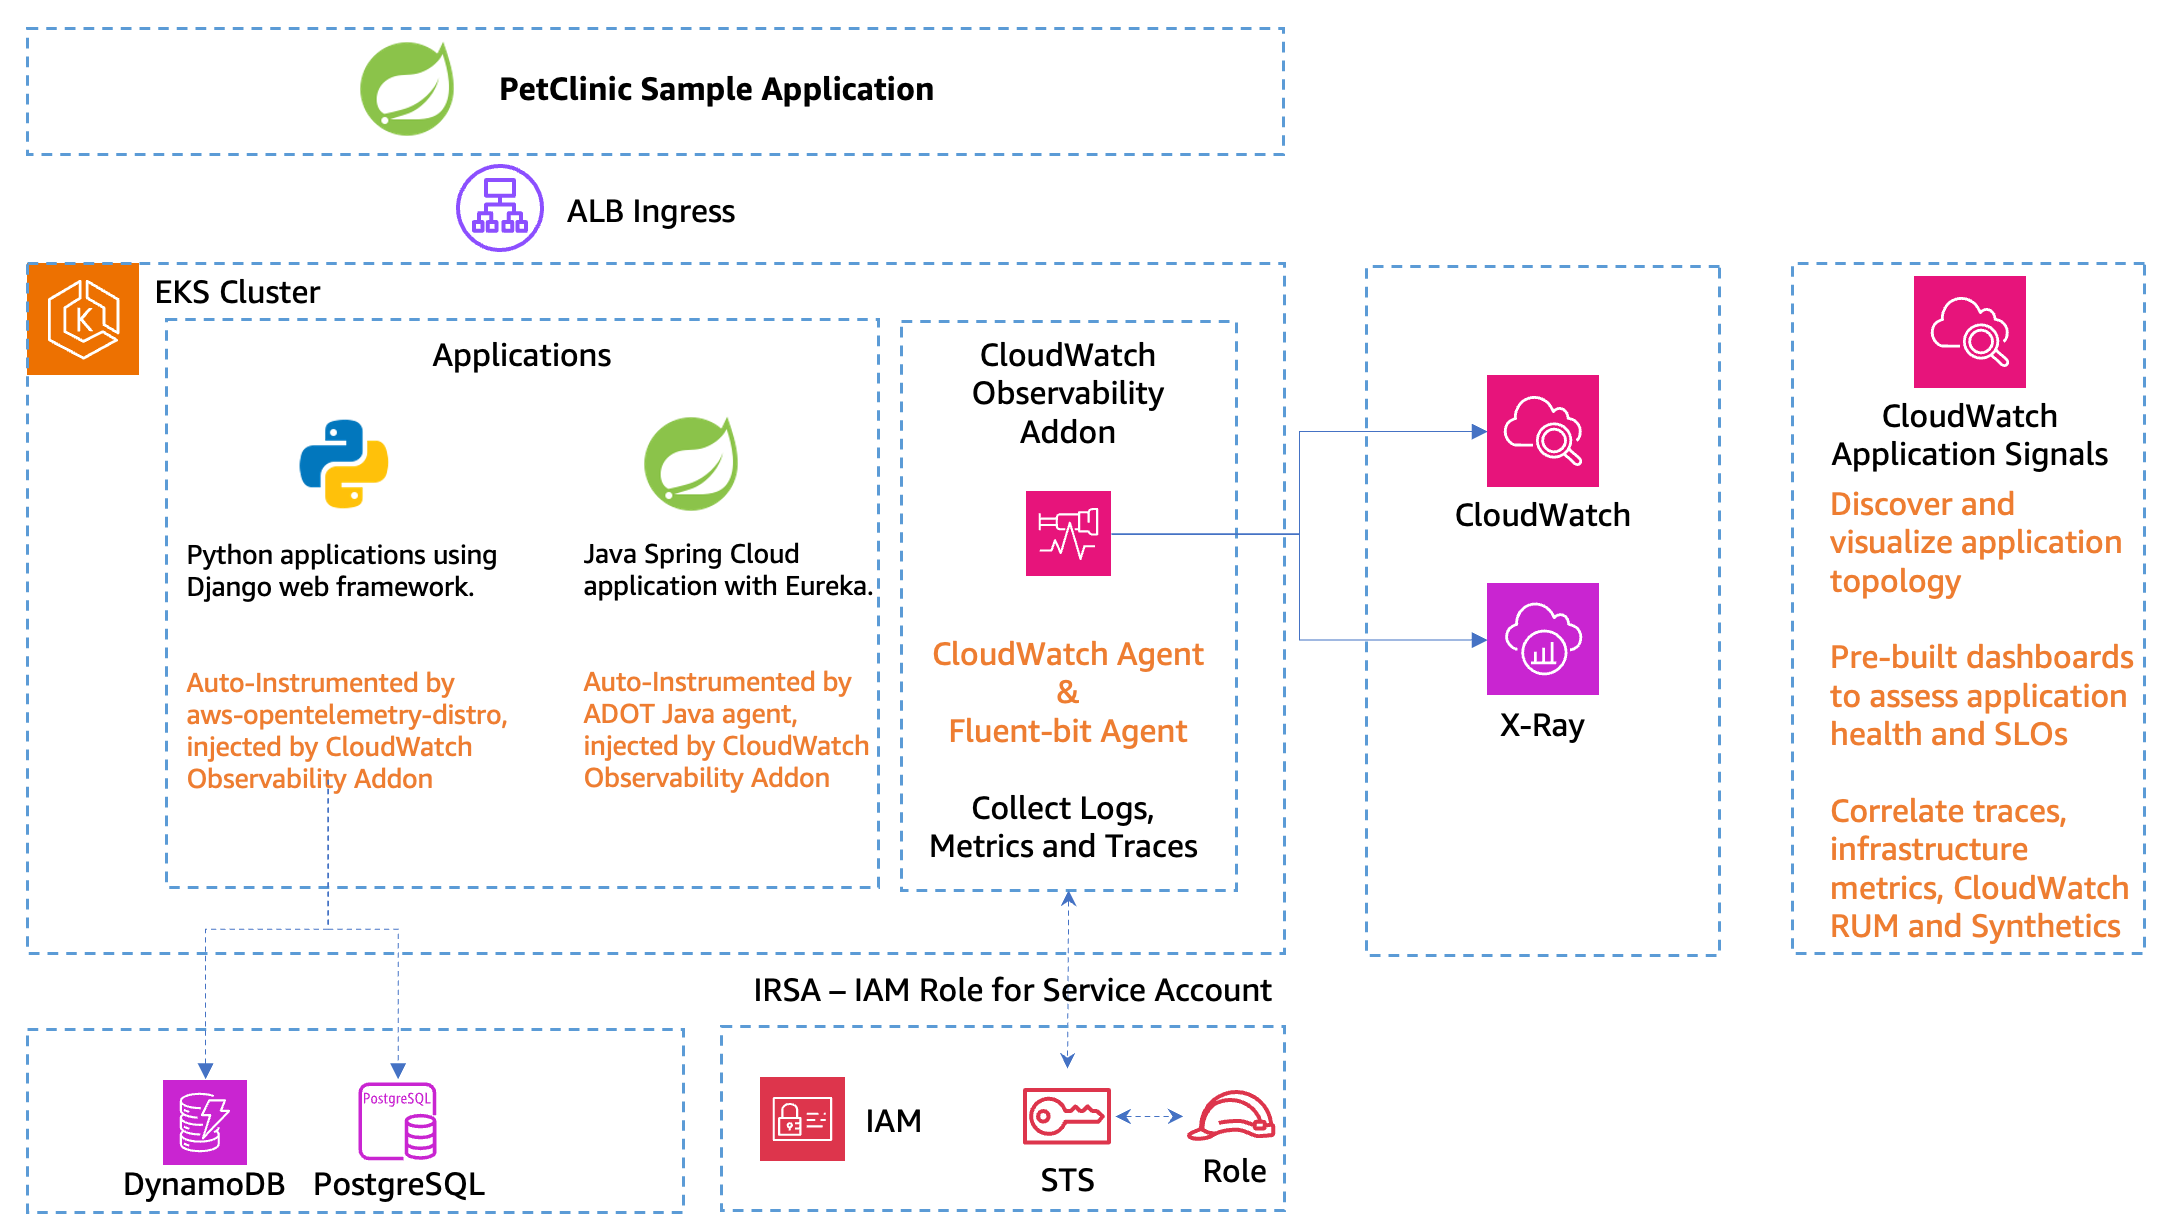 PetClinic Sample Application
ALB Ingress
EKS Cluster
K
Applications
Python applications using
Django web framework.
Auto-Instrumented by
aws-opentelemetry-distro,
injected by CloudWatch
Observability Addon
Java Spring Cloud
application with Eureka.
Auto-Instrumented by
ADOT Java agent,
injected by CloudWatch
Observability Addon
CloudWatch
Observability
Addon
CloudWatch Agent
&
Fluent-bit Agent
Collect Logs,
Metrics and Traces
CloudWatch
X-Ray
CloudWatch
Application Signals
Discover and
visualize application
topology
Pre-built dashboards
to assess application
health and SLOs
Correlate traces,
infrastructure
metrics, CloudWatch
RUM and Synthetics
IRSA – IAM Role for Service Account
DynamoDB
PostgreSQL
PostgreSQL
IAM
STS
Role